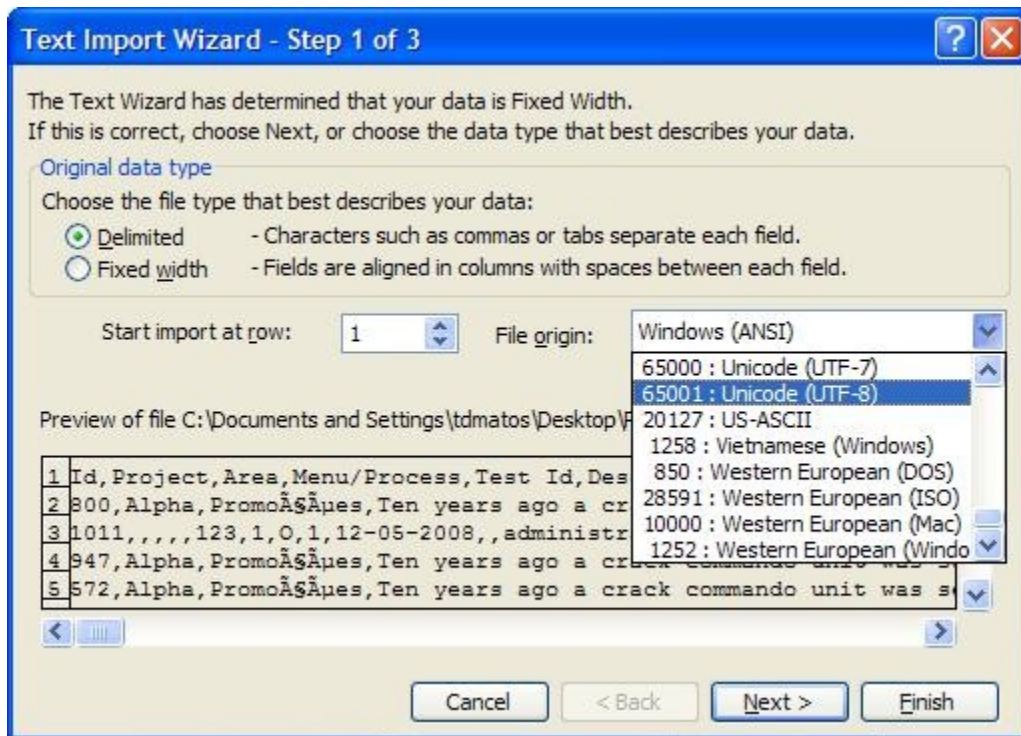 Text Import Wizard - Step 1 of 3
The Text Wizard has determined that your data is Fixed Width.
If this is correct, choose Next, or choose the data type that best describes your data.
Original data type
Choose the file type that best describes your data:
Delimited - Characters such as commas or tabs separate each field.
Fixed width - Fields are aligned in columns with spaces between each field.
Start import at row: 1 File origin: Windows (ANSI)
65000 : Unicode (UTF-7)
65001 : Unicode (UTF-8)
20127 : US-ASCII
1258 : Vietnamese (Windows)
850 : Western European (DOS)
28591 : Western European (ISO)
10000 : Western European (Mac)
1252 : Western European (Windo
Preview of file C:\Documents and Settings\tdmatos\Desktop\
1 Id,Project,Area,Menu/Process,Test Id,Des
2 800,Alpha,PromoÃ§Ãµes,Ten years ago a cr
3 1011,,,,,123,1,O,1,12-05-2008,,administr
4 947,Alpha,PromoÃ§Ãµes,Ten years ago a crack commando unit was s
5 572,Alpha,PromoÃ§Ãµes,Ten years ago a crack commando unit was se
Cancel < Back Next > Finish